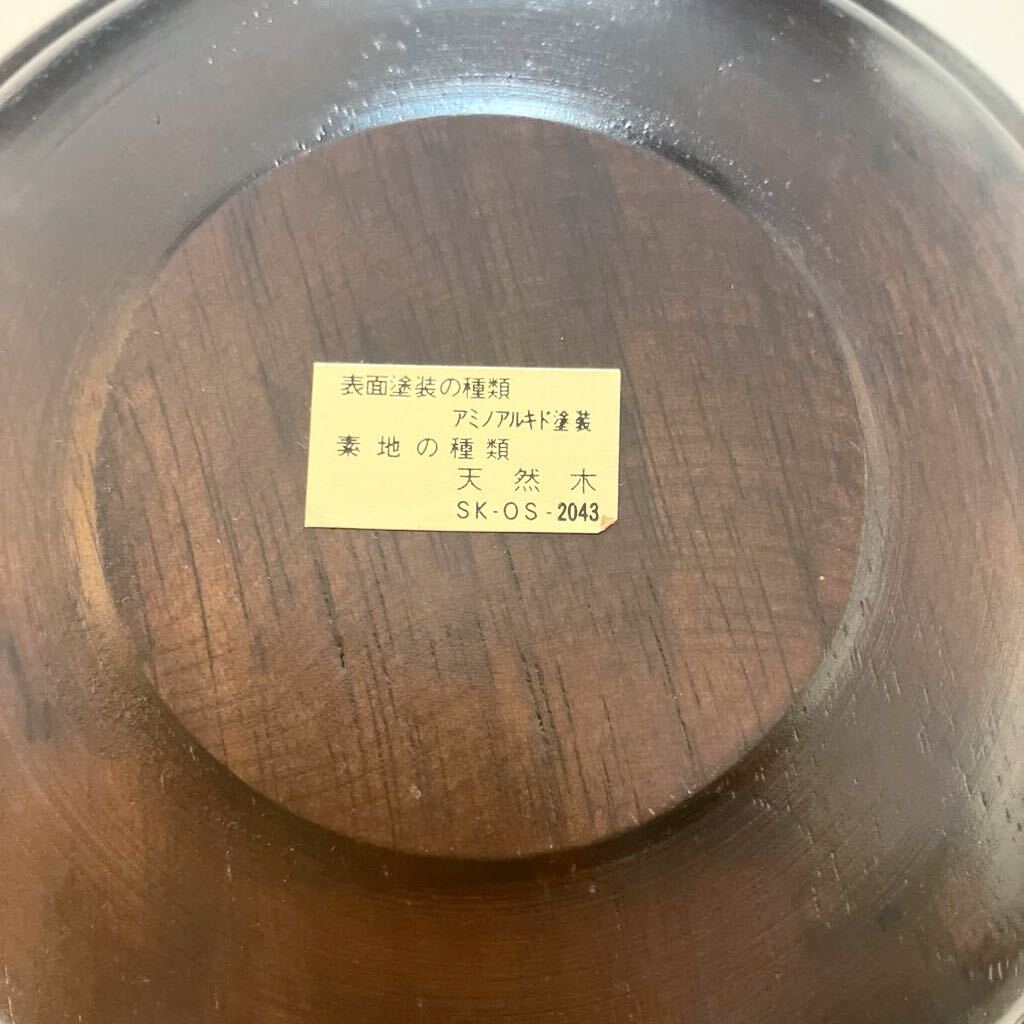 表面塗装の種類
アミノアルキド塗装
素地の種類
天然木
SK-OS-2043